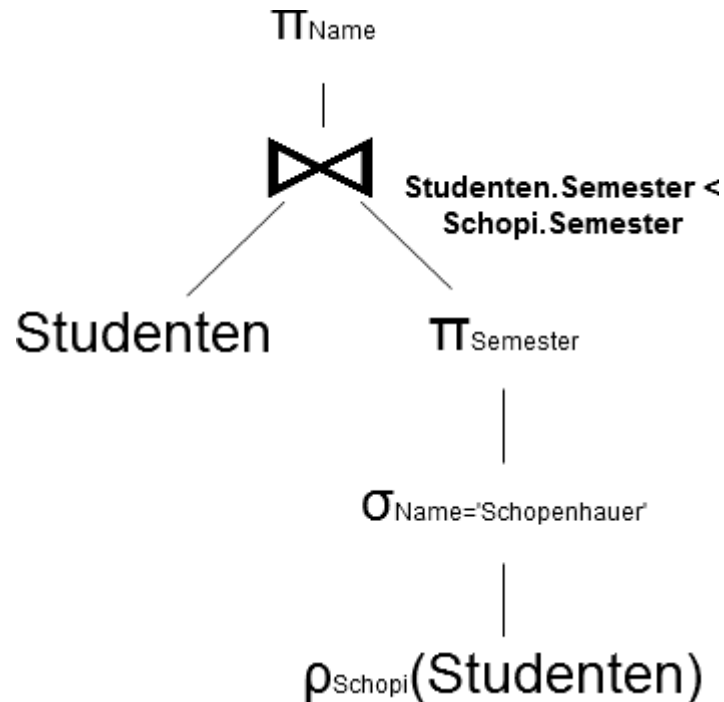 πName
⋈
Studenten.Semester <
Schopi.Semester
Studenten
πSemester
σName='Schopenhauer'
ρSchopi(Studenten)